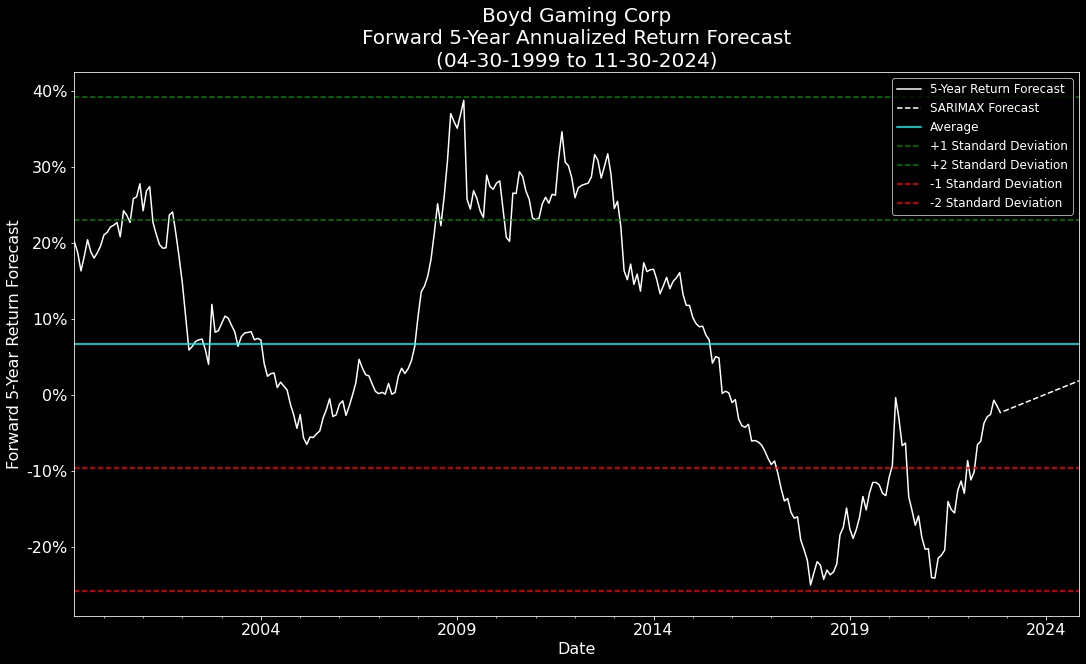 Boyd Gaming Corp
Forward 5-Year Annualized Return Forecast
(04-30-1999 to 11-30-2024)
5-Year Return Forecast
SARIMAX Forecast
Average
+1 Standard Deviation
+2 Standard Deviation
-1 Standard Deviation
-2 Standard Deviation
Forward 5-Year Return Forecast
40%
30%
20%
10%
0%
-10%
-20%
2004
2009
2014
2019
2024
Date